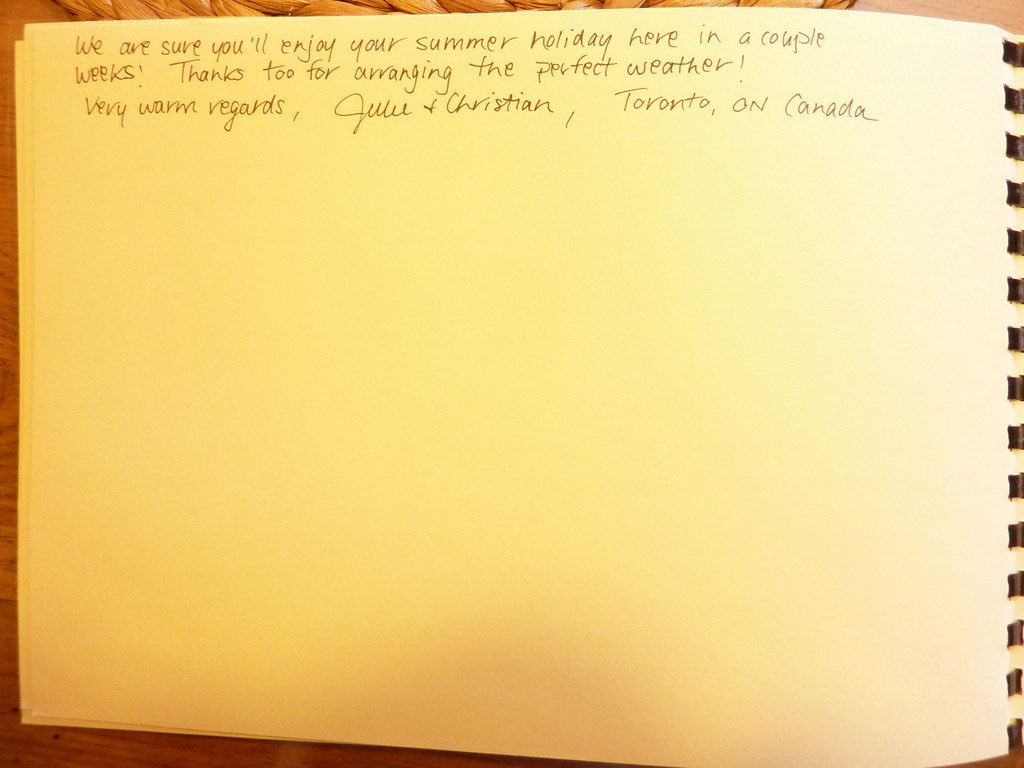 We are sure you'll enjoy your summer holiday here in a couple
weeks! Thanks too for arranging the perfect weather!
Very warm regards, Julie + Christian, Toronto, ON Canada